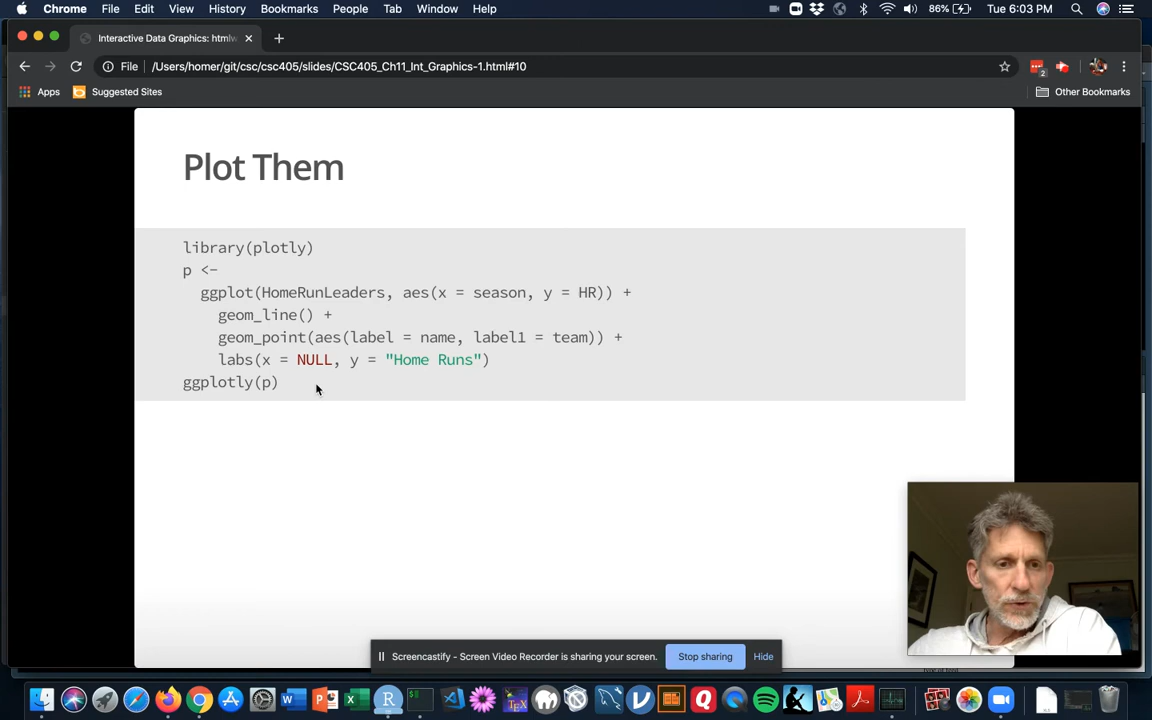 Chrome File Edit View History Bookmarks People Tab Window Help 86% Tue 6:03 PM
Interactive Data Graphics: htmlw
File /Users/homer/git/csc/csc405/slides/CSC405_Ch11_Int_Graphics-1.html#10
2
Apps Suggested Sites Other Bookmarks
Plot Them
library(plotly)
p <-
ggplot(HomeRunLeaders, aes(x = season, y = HR)) +
geom_line() +
geom_point(aes(label = name, label1 = team)) +
labs(x = NULL, y = "Home Runs")
ggplotly(p)
Screencastify - Screen Video Recorder is sharing your screen. Stop sharing Hide